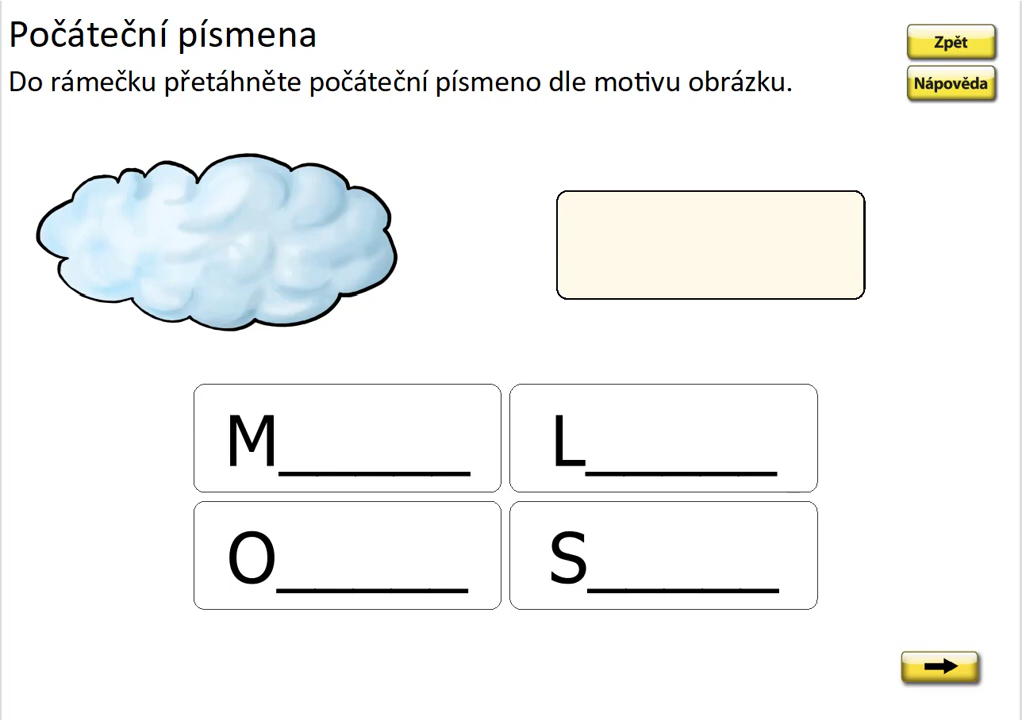 Počáteční písmena
Zpět
Do rámečku přetáhněte počáteční písmeno dle motivu obrázku.
Nápověda
M______ L______
O______ S______